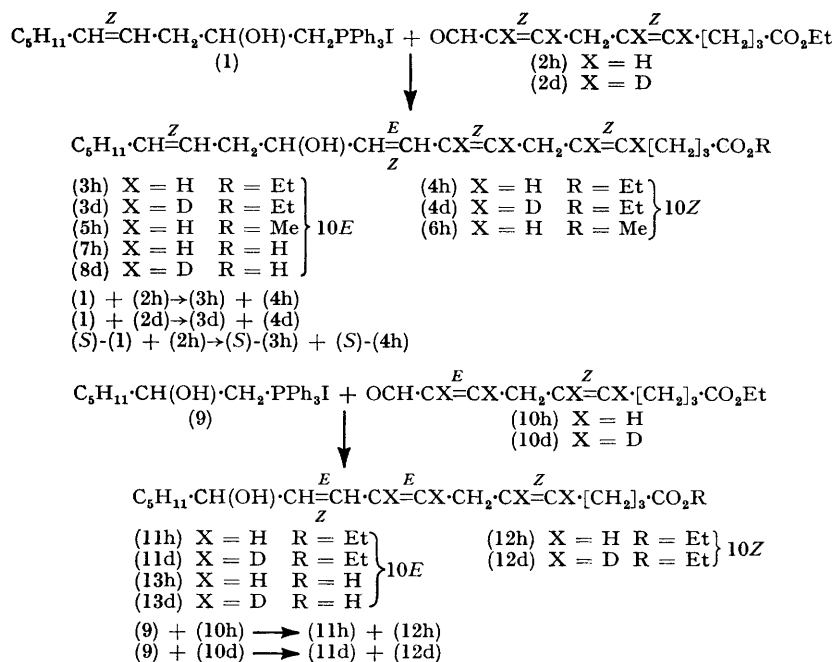 Z Z Z
C₅H₁₁·CH=CH·CH₂·CH(OH)·CH₂PPh₃I + OCH·CX=CX·CH₂·CX=CX·[CH₂]₃·CO₂Et
(1) (2h) X = H
(2d) X = D
Z E Z Z
C₅H₁₁·CH=CH·CH₂·CH(OH)·CH=CH·CX=CX·CH₂·CX=CX[CH₂]₃·CO₂R
Z
(3h) X = H R = Et (4h) X = H R = Et
(3d) X = D R = Et (4d) X = D R = Et 10Z
(5h) X = H R = Me 10E (6h) X = H R = Me
(7h) X = H R = H
(8d) X = D R = H
(1) + (2h)→(3h) + (4h)
(1) + (2d)→(3d) + (4d)
(S)-(1) + (2h)→(S)-(3h) + (S)-(4h)
E Z
C₅H₁₁·CH(OH)·CH₂·PPh₃I + OCH·CX=CX·CH₂·CX=CX·[CH₂]₃·CO₂Et
(9) (10h) X = H
(10d) X = D
E E Z
C₅H₁₁·CH(OH)·CH=CH·CX=CX·CH₂·CX=CX·[CH₂]₃·CO₂R
Z
(11h) X = H R = Et (12h) X = H R = Et
(11d) X = D R = Et 10E (12d) X = D R = Et 10Z
(13h) X = H R = H
(13d) X = D R = H
(9) + (10h) → (11h) + (12h)
(9) + (10d) → (11d) + (12d)